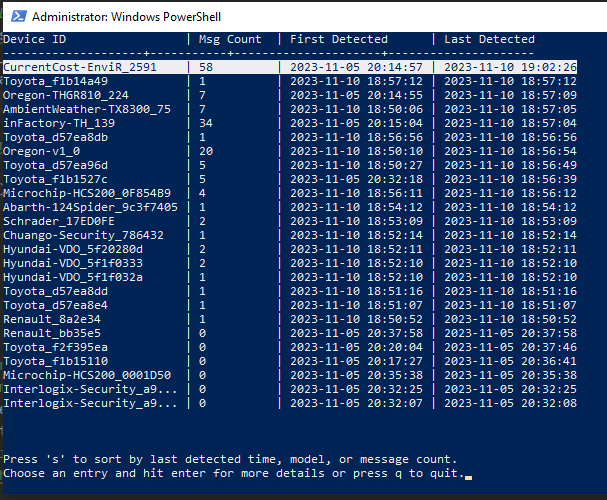 Administrator: Windows PowerShell
Device ID | Msg Count | First Detected | Last Detected
--------------------+-----------+---------------------+---------------------
CurrentCost-EnviR_2591 | 58 | 2023-11-05 20:14:57 | 2023-11-10 19:02:26
Toyota_f1b14a49 | 1 | 2023-11-10 18:57:12 | 2023-11-10 18:57:12
Oregon-THGR810_224 | 7 | 2023-11-05 20:14:55 | 2023-11-10 18:57:09
AmbientWeather-TX8300_75 | 7 | 2023-11-10 18:50:06 | 2023-11-10 18:57:05
inFactory-TH_139 | 34 | 2023-11-05 20:15:04 | 2023-11-10 18:57:04
Toyota_d57ea8db | 1 | 2023-11-10 18:56:56 | 2023-11-10 18:56:56
Oregon-v1_0 | 20 | 2023-11-10 18:50:10 | 2023-11-10 18:56:54
Toyota_d57ea96d | 5 | 2023-11-10 18:50:27 | 2023-11-10 18:56:49
Toyota_f1b1527c | 5 | 2023-11-05 20:32:18 | 2023-11-10 18:56:39
Microchip-HCS200_0F854B9 | 4 | 2023-11-10 18:56:11 | 2023-11-10 18:56:12
Abarth-124Spider_9c3f7405 | 1 | 2023-11-10 18:54:12 | 2023-11-10 18:54:12
Schrader_17ED0FE | 2 | 2023-11-10 18:53:09 | 2023-11-10 18:53:09
Chuango-Security_786432 | 1 | 2023-11-10 18:52:14 | 2023-11-10 18:52:14
Hyundai-VDO_5f20280d | 2 | 2023-11-10 18:52:11 | 2023-11-10 18:52:11
Hyundai-VDO_5f1f0333 | 2 | 2023-11-10 18:52:10 | 2023-11-10 18:52:10
Hyundai-VDO_5f1f032a | 1 | 2023-11-10 18:52:10 | 2023-11-10 18:52:10
Toyota_d57ea8dd | 1 | 2023-11-10 18:51:16 | 2023-11-10 18:51:16
Toyota_d57ea8e4 | 1 | 2023-11-10 18:51:07 | 2023-11-10 18:51:07
Renault_8a2e34 | 1 | 2023-11-10 18:50:52 | 2023-11-10 18:50:52
Renault_bb35e5 | 0 | 2023-11-05 20:37:58 | 2023-11-05 20:37:58
Toyota_f2f395ea | 0 | 2023-11-05 20:20:04 | 2023-11-05 20:37:46
Toyota_f1b15110 | 0 | 2023-11-05 20:17:27 | 2023-11-05 20:36:41
Microchip-HCS200_0001D50 | 0 | 2023-11-05 20:35:38 | 2023-11-05 20:35:38
Interlogix-Security_a9... | 0 | 2023-11-05 20:32:25 | 2023-11-05 20:32:25
Interlogix-Security_a9... | 0 | 2023-11-05 20:32:07 | 2023-11-05 20:32:08
Press 's' to sort by last detected time, model, or message count.
Choose an entry and hit enter for more details or press q to quit.